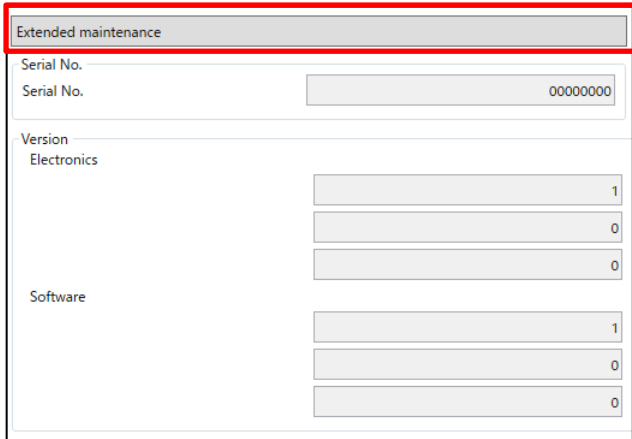 Extended maintenance
Serial No.
Serial No. 00000000
Version
Electronics
1
0
0
Software
1
0
0